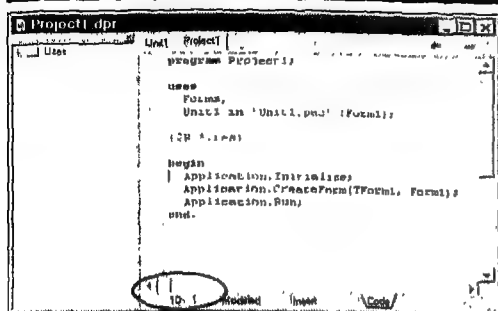 Project1.dpr
Uses
Unit1 Project1
program Project1;
uses
Forms,
Unit1 in 'Unit1.pas' {Form1};
{$R *.res}
begin
Application.Initialize;
Application.CreateForm(TForm1, Form1);
Application.Run;
end.
10: 1 Modified Insert \Code/